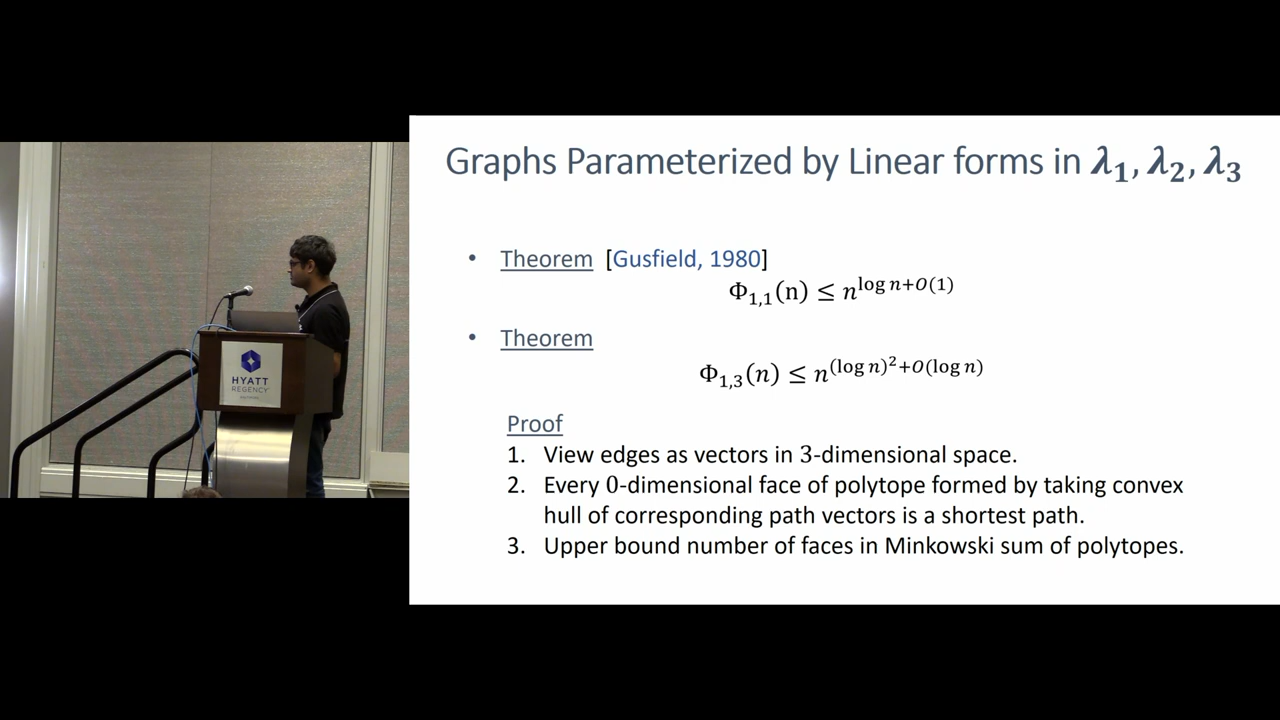 Graphs Parameterized by Linear forms in λ₁, λ₂, λ₃
• Theorem [Gusfield, 1980]
Φ₁,₁(n) ≤ n^{log n+O(1)}
• Theorem
Φ₁,₃(n) ≤ n^{(log n)²+O(log n)}
Proof
1. View edges as vectors in 3-dimensional space.
2. Every 0-dimensional face of polytope formed by taking convex
hull of corresponding path vectors is a shortest path.
3. Upper bound number of faces in Minkowski sum of polytopes.
HYATT
REGENCY